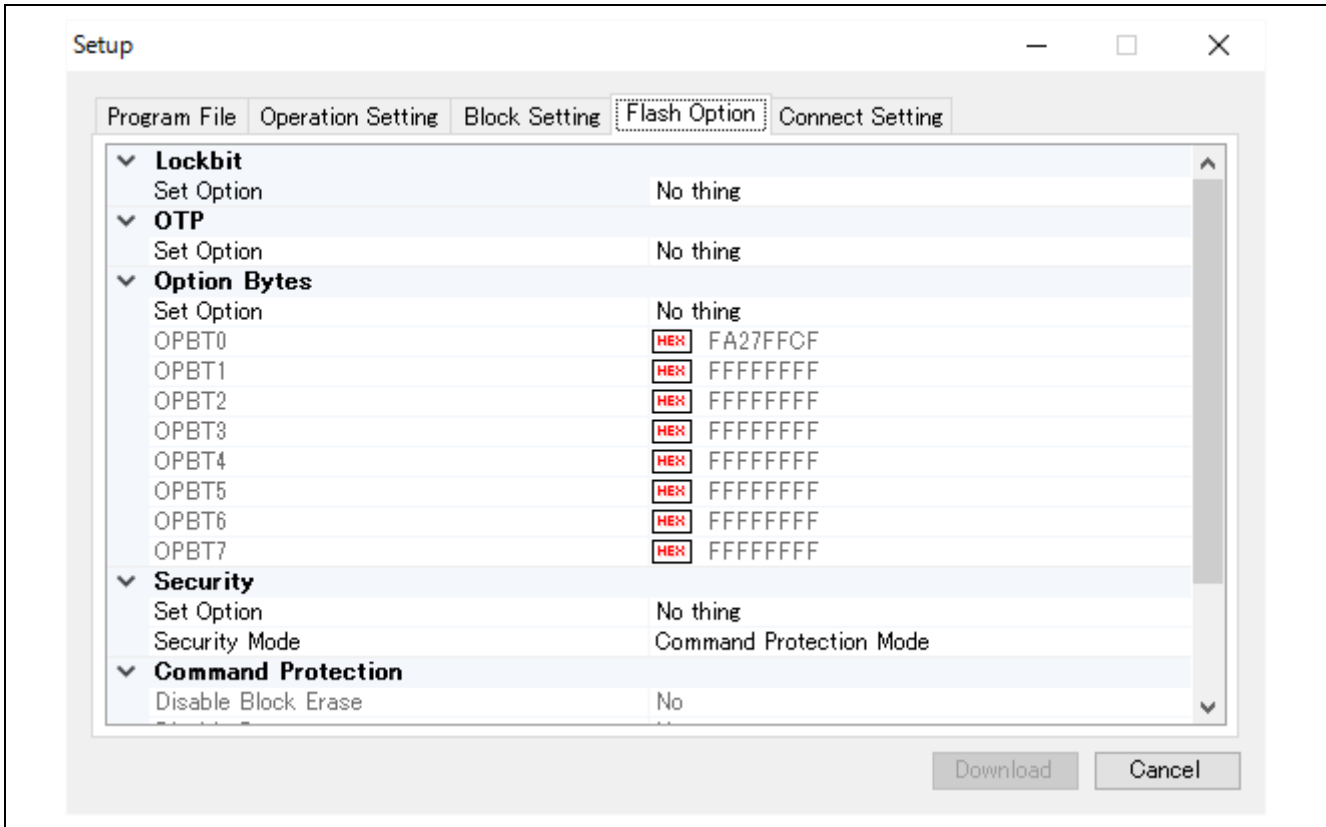 Setup
Program File Operation Setting Block Setting Flash Option Connect Setting
Lockbit
Set Option No thing
OTP
Set Option No thing
Option Bytes
Set Option No thing
OPBT0 HEX FA27FFCF
OPBT1 HEX FFFFFFFF
OPBT2 HEX FFFFFFFF
OPBT3 HEX FFFFFFFF
OPBT4 HEX FFFFFFFF
OPBT5 HEX FFFFFFFF
OPBT6 HEX FFFFFFFF
OPBT7 HEX FFFFFFFF
Security
Set Option No thing
Security Mode Command Protection Mode
Command Protection
Disable Block Erase No
Download Cancel